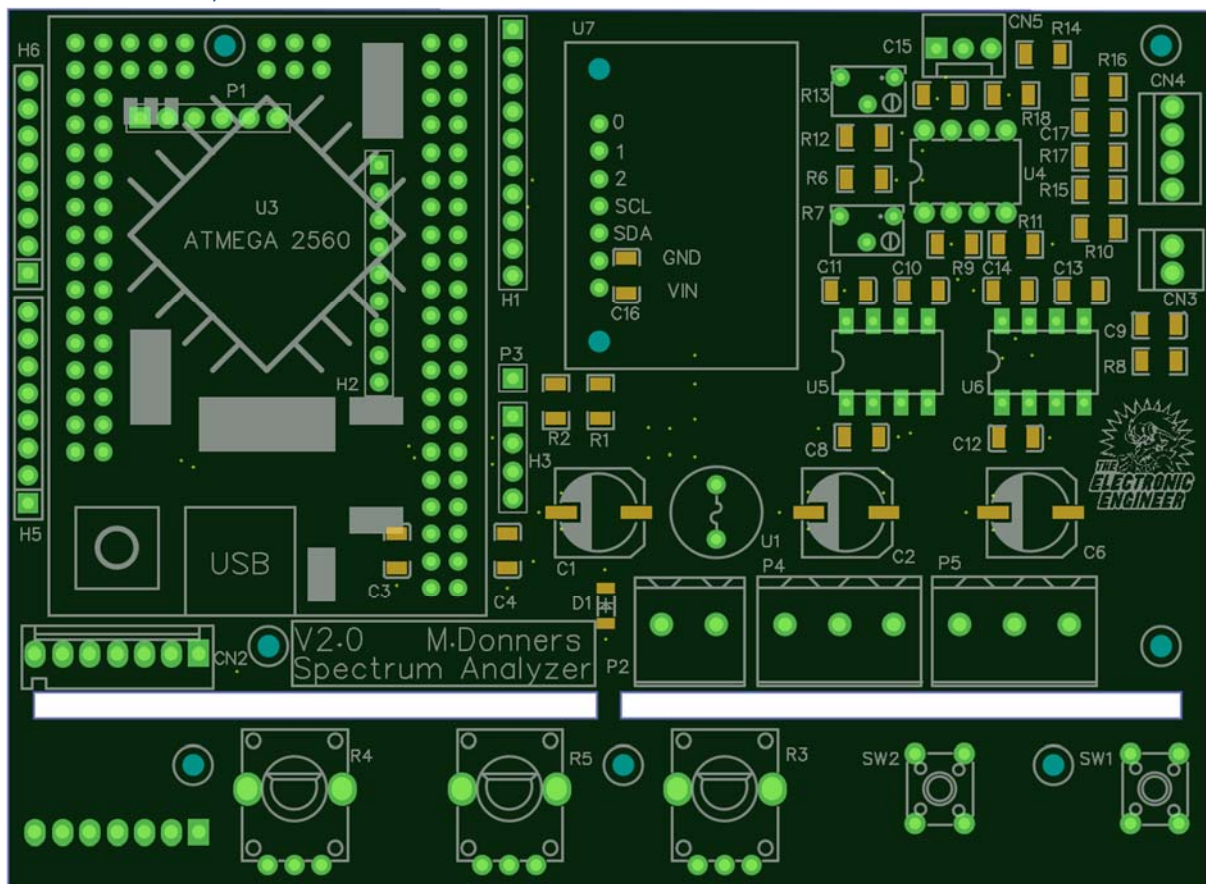 H6
P1
U3
ATMEGA 2560
H2
H5
USB
C3
C4
H1
P3
H3
R2
R1
U7
0
1
2
SCL
SDA
GND
VIN
C16
CN5
C15
R14
R13
R16
CN4
R18
C17
R12
R17
R6
U4
R15
R7
R11
R10
C11
C10
R9
C14
C13
CN3
C9
U5
U6
R8
C8
C12
THE
ELECTRONIC
ENGINEER
C1
U1
C2
C6
D1
P4
P5
P2
CN2
V2.0 M.Donners
Spectrum Analyzer
R4
R5
R3
SW2
SW1